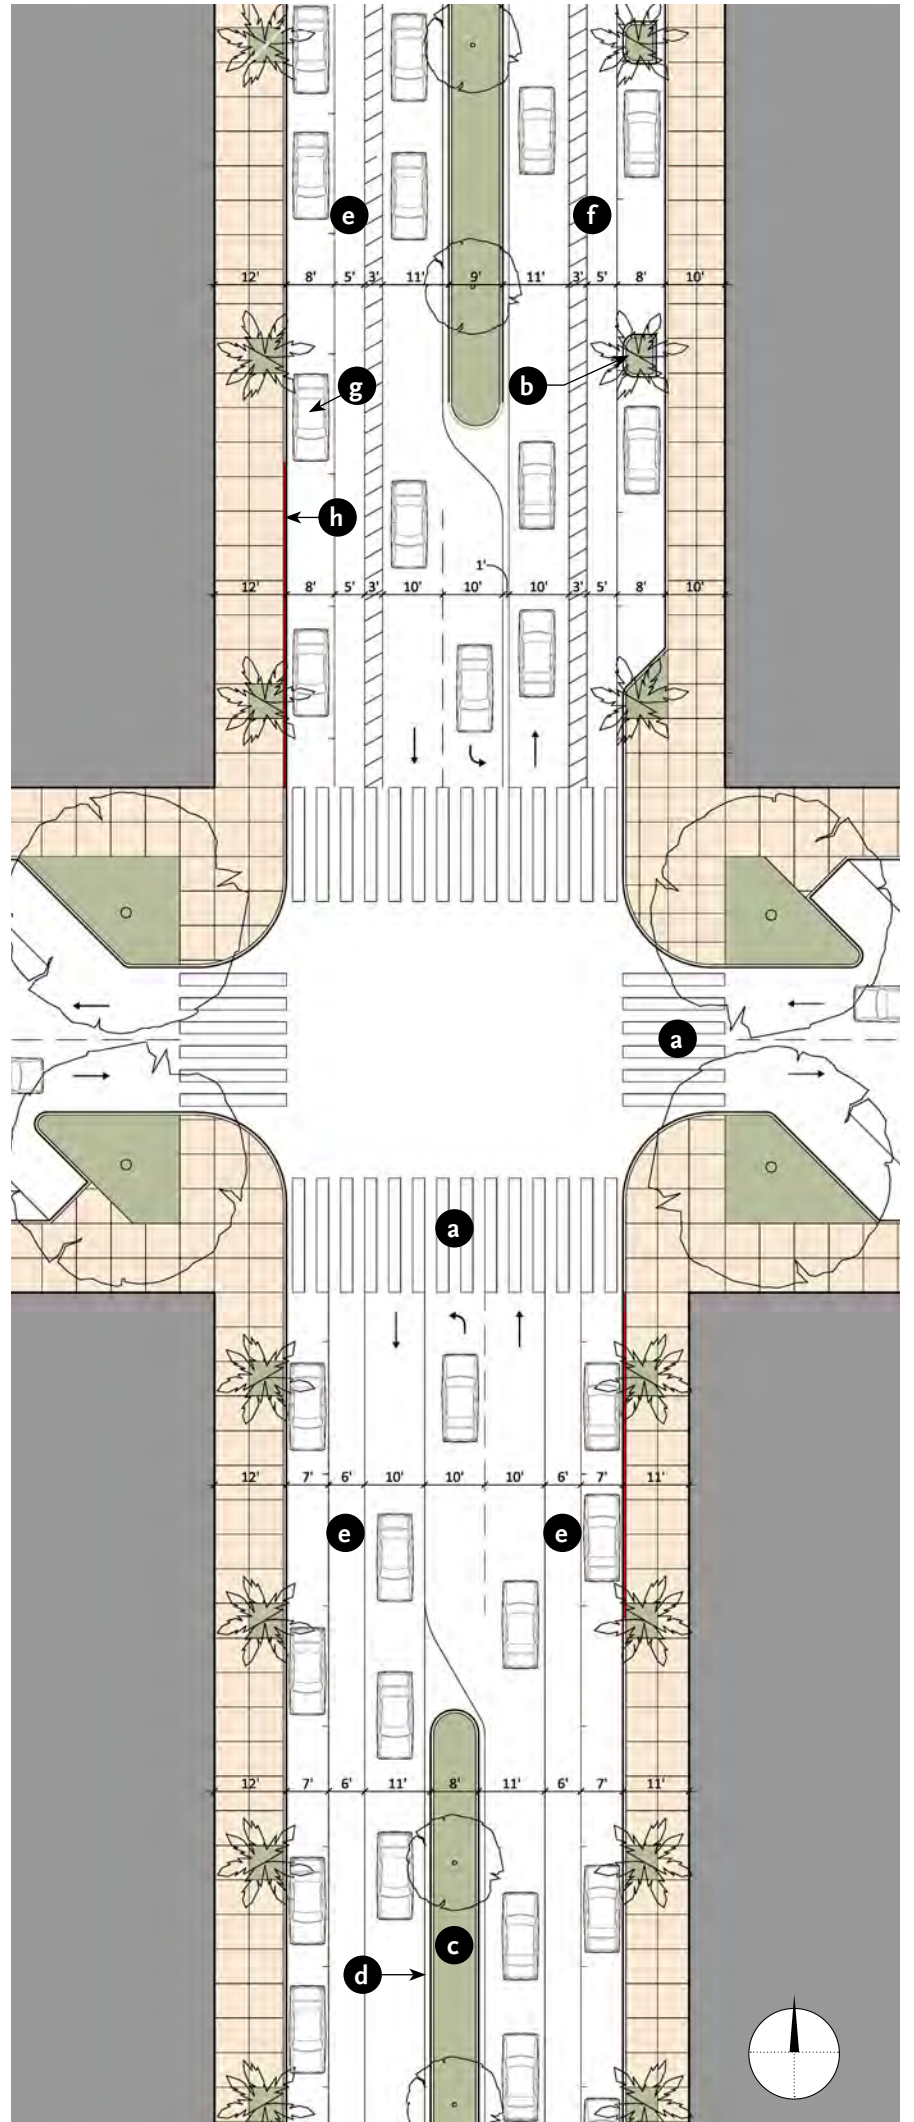 e f
12' 8' 5' 3' 11' 9' 11' 3' 5' 8' 10'
g b
h
1'
12' 8' 5' 3' 10' 10' 10' 3' 5' 8' 10'
a
a
12' 7' 6' 10' 10' 10' 6' 7' 11'
e e
12' 7' 6' 11' 8' 11' 6' 7' 11'
c
d